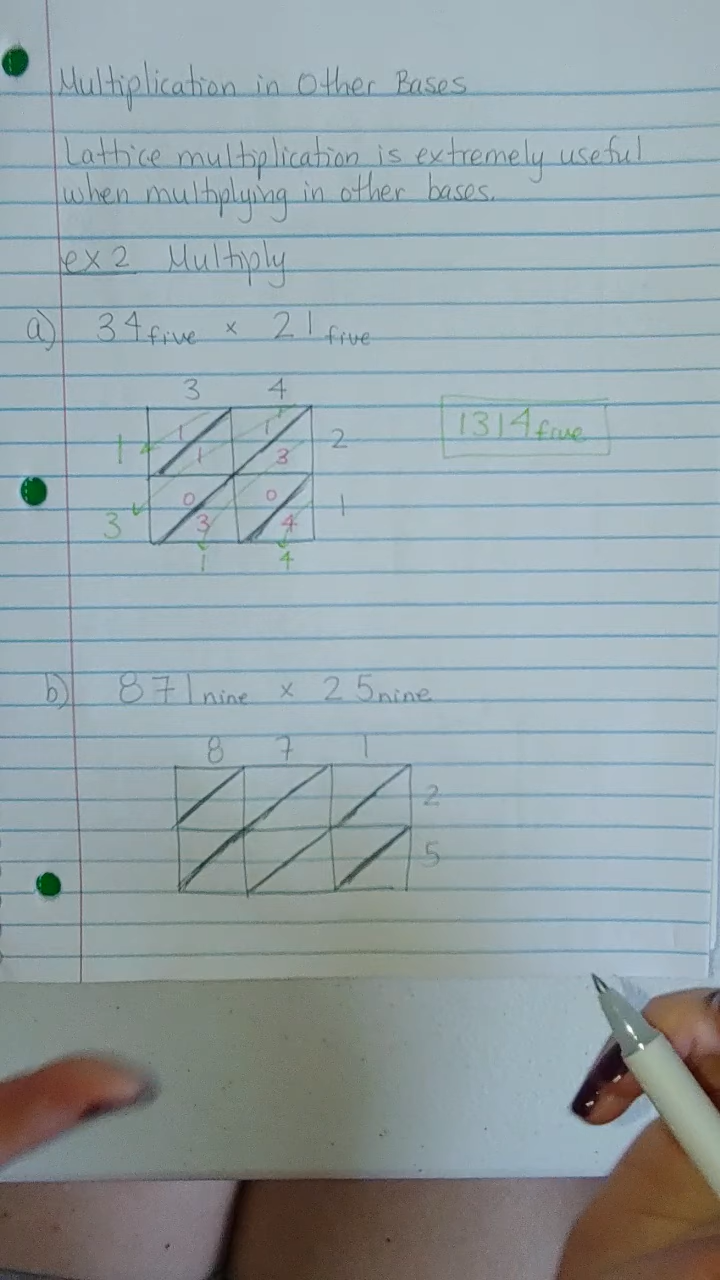 Multiplication in Other Bases
Lattice multiplication is extremely useful
when multiplying in other bases.
ex 2 Multiply
a) 34five x 21five
3 4
1 1 1 2
1 3
1314five
0 0 1
3 3 4
1 4
b) 871nine x 25nine
8 7 1
2
5